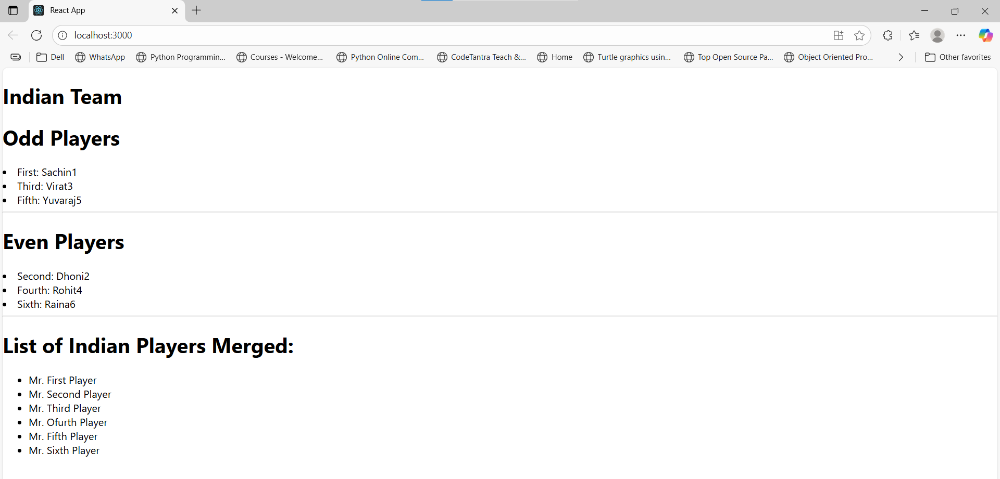 React App
localhost:3000
Dell WhatsApp Python Programmin... Courses - Welcome... Python Online Com... CodeTantra Teach &... Home Turtle graphics usin... Top Open Source Pa... Object Oriented Pro... Other favorites
Indian Team
Odd Players
First: Sachin1
Third: Virat3
Fifth: Yuvaraj5
Even Players
Second: Dhoni2
Fourth: Rohit4
Sixth: Raina6
List of Indian Players Merged:
Mr. First Player
Mr. Second Player
Mr. Third Player
Mr. Ofurth Player
Mr. Fifth Player
Mr. Sixth Player